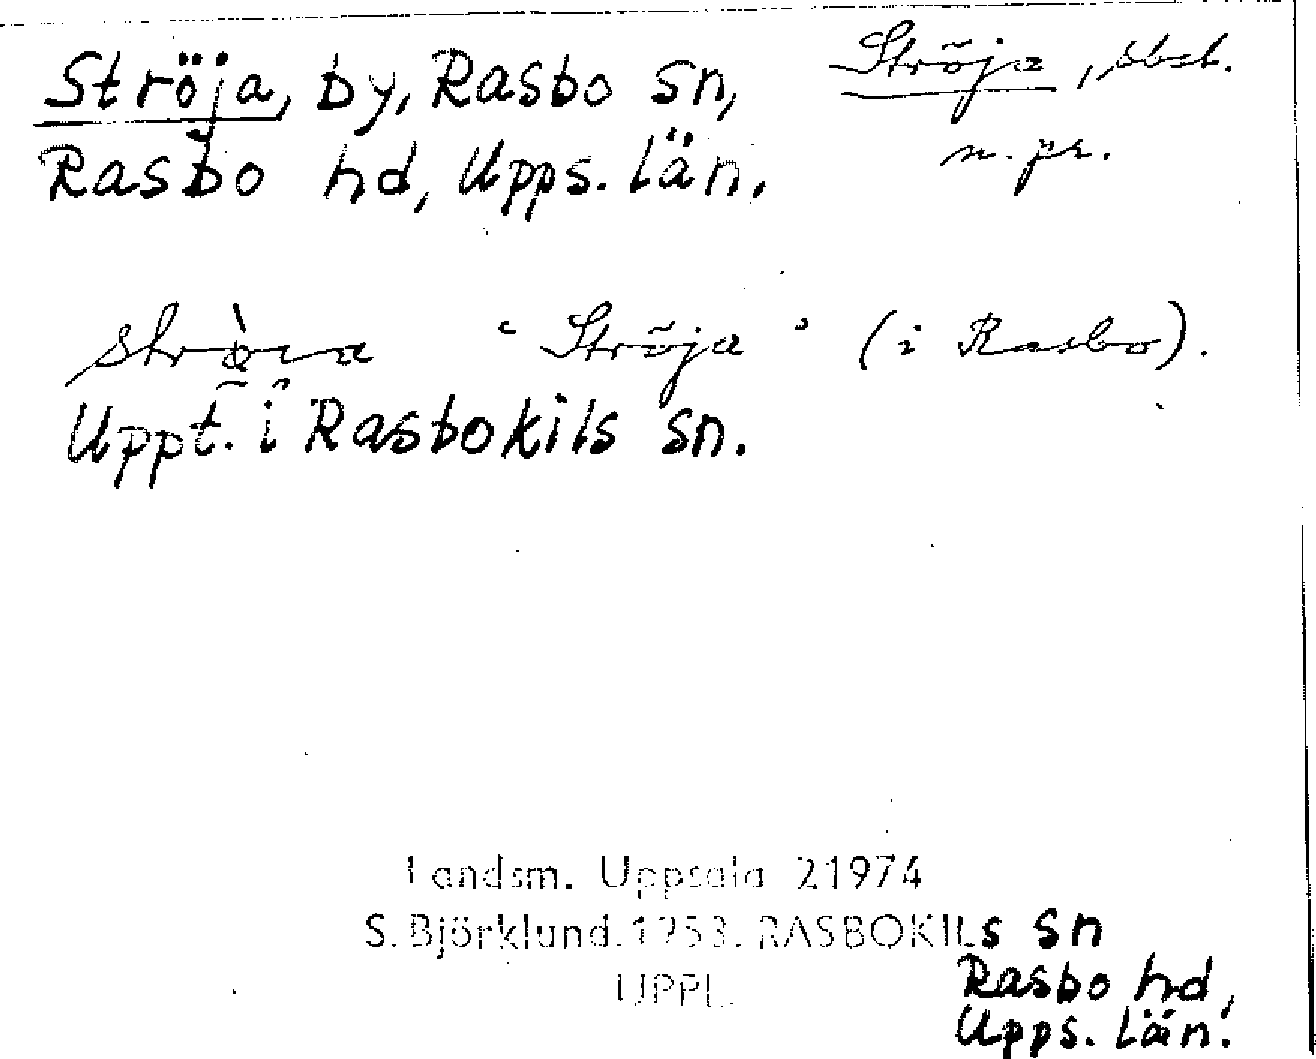 Ströja, by, Rasbo sn,
Rasbo hd, Upps. län.
Ströja, sbst.
n. pr.
"Ströja" (i Rasbo).
Uppt. i Rasbokils sn.
Landsm. Uppsala 21974
S. Björklund. 1953. RASBOKILs sn
UPPL.
Rasbo hd,
Upps. län.